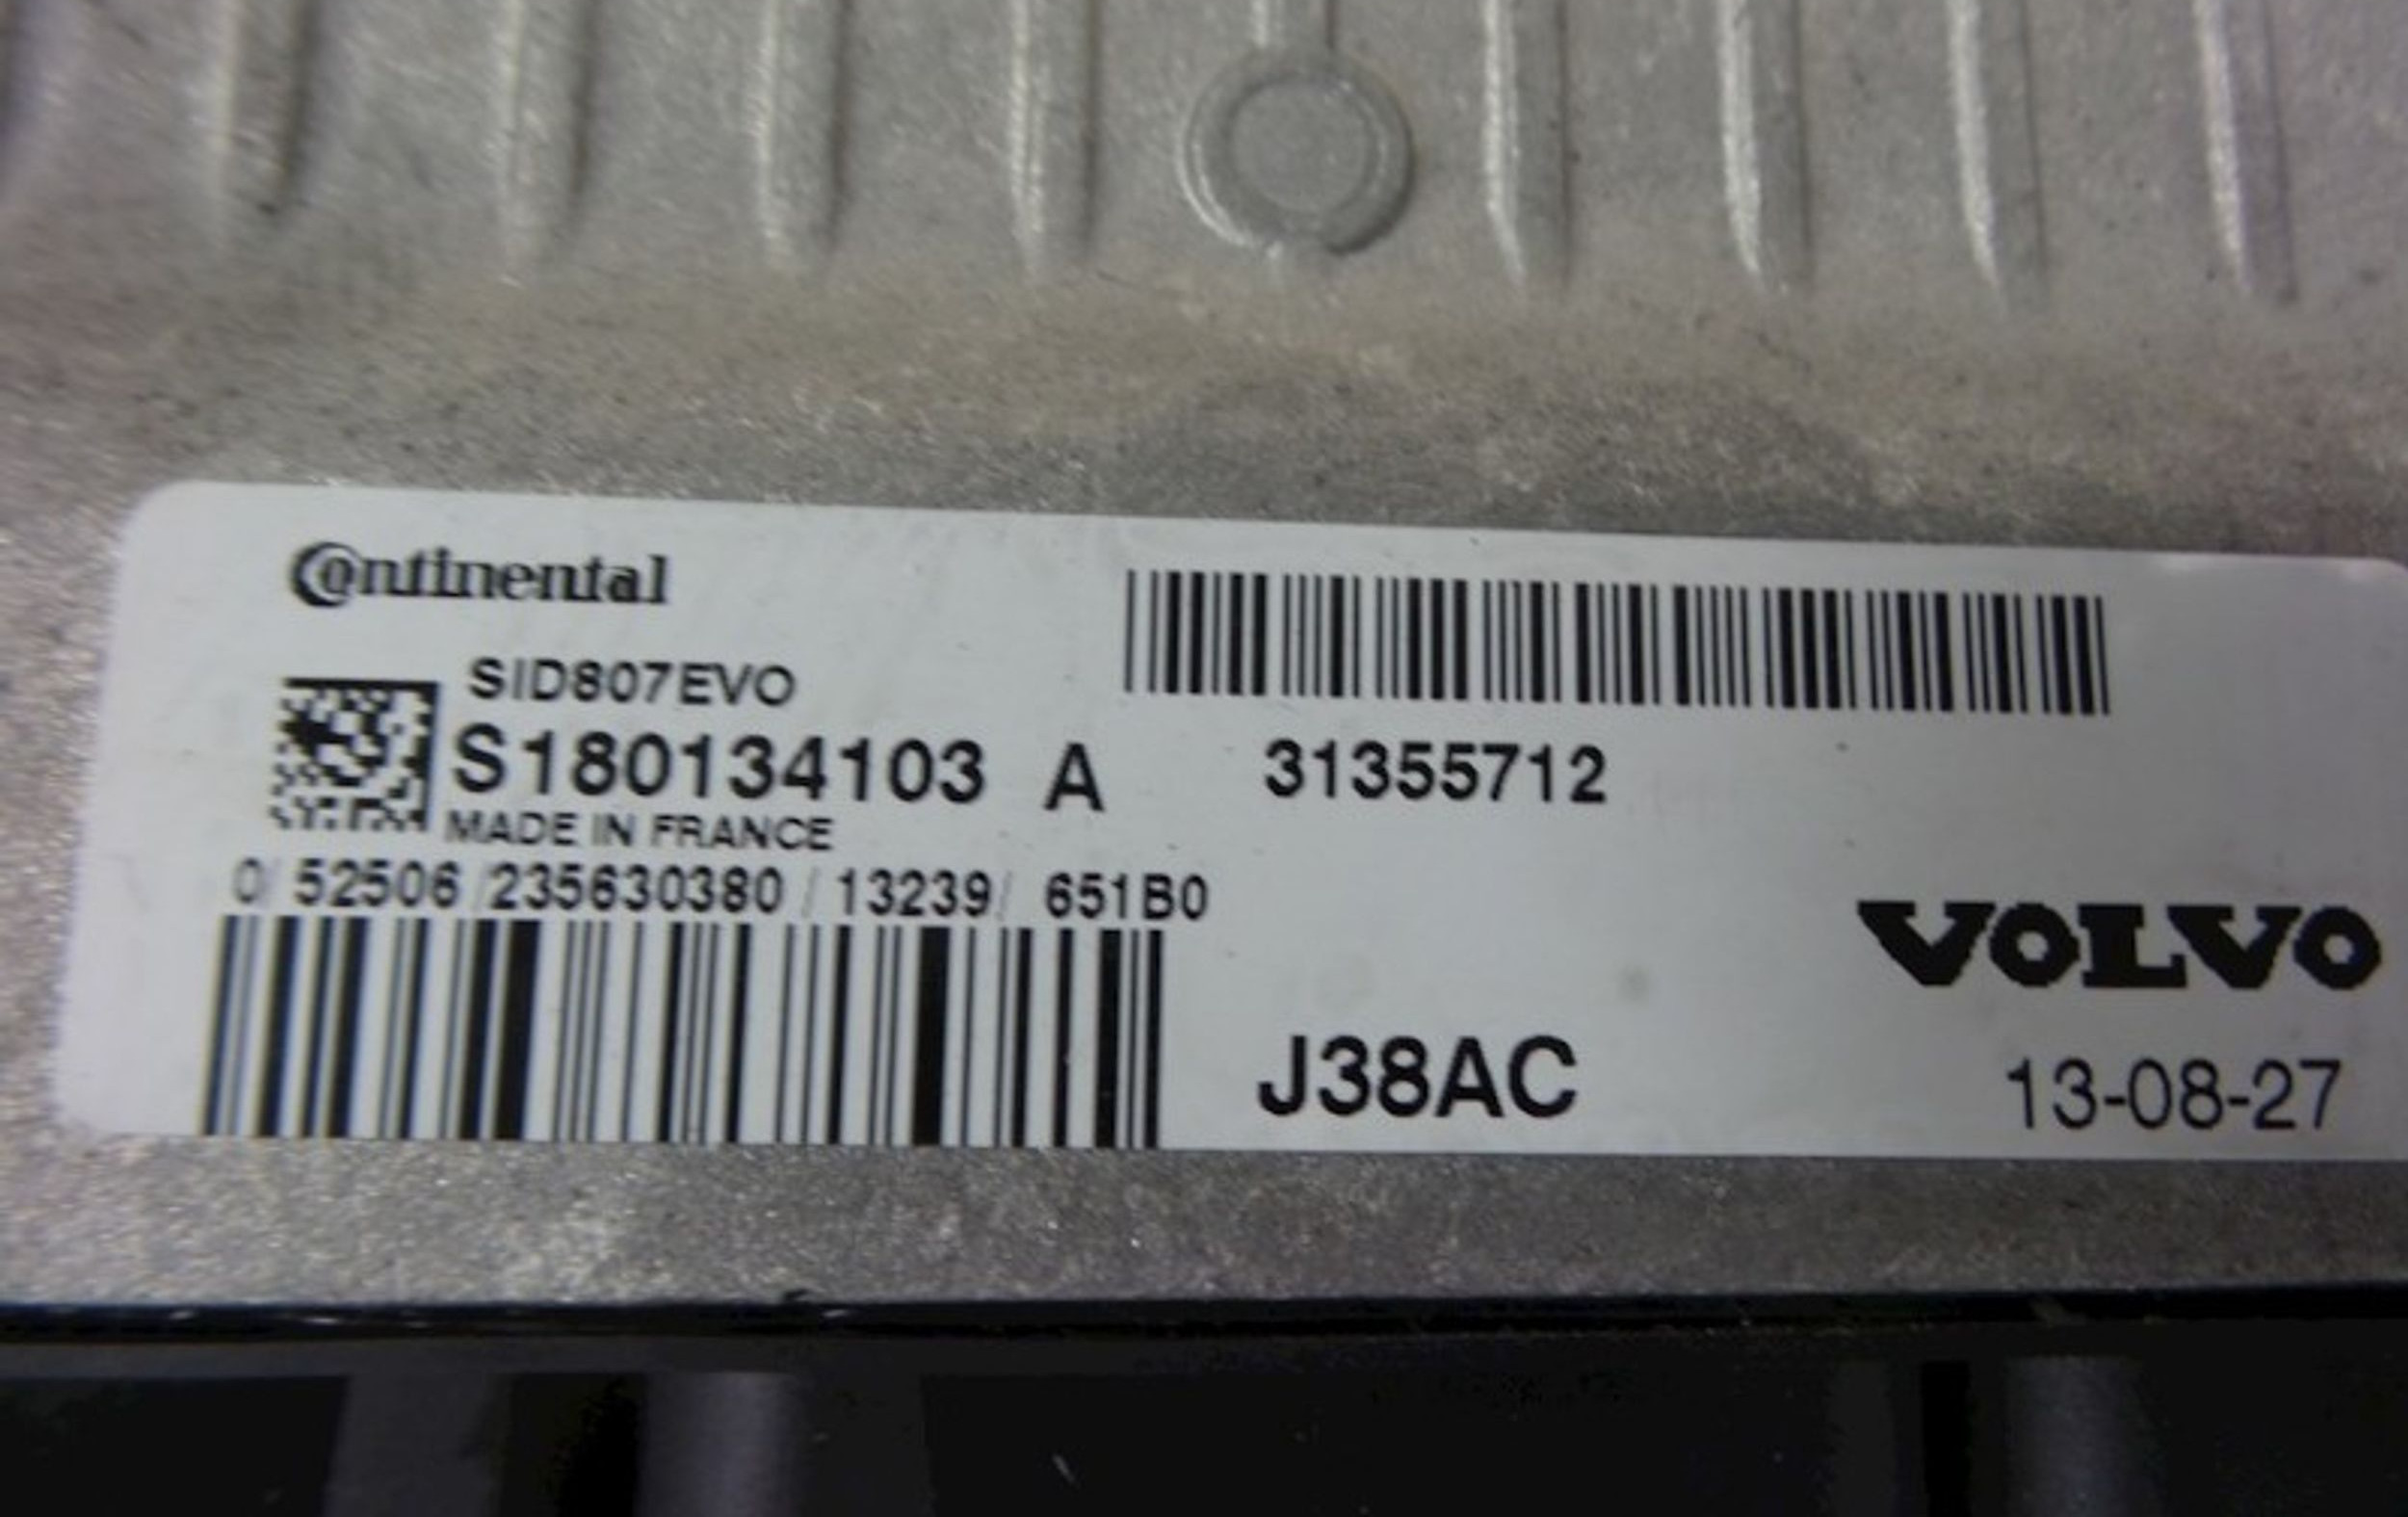 Continental
SID807EVO
S180134103 A 31355712
MADE IN FRANCE
0/ 52506 /235630380 / 13239/ 651B0
VOLVO
J38AC
13-08-27